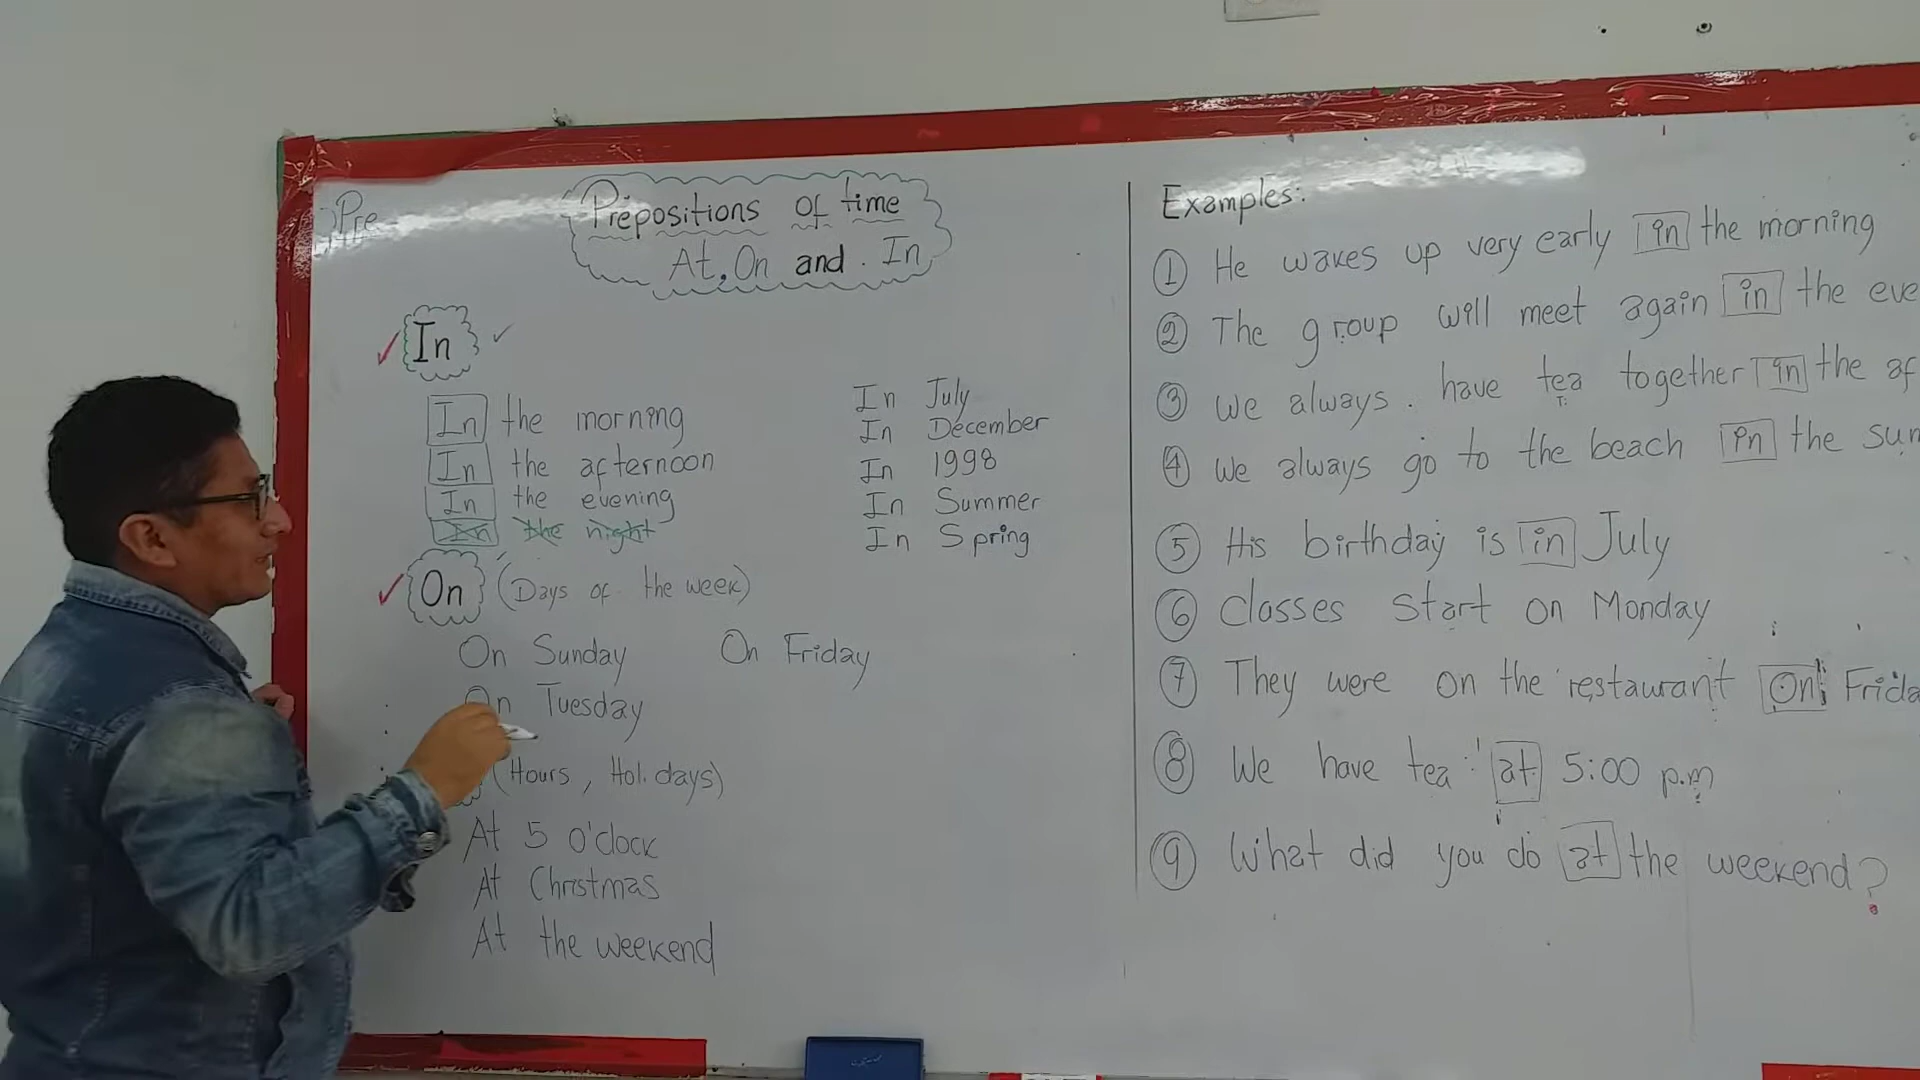 Pre
Prepositions of time
At, On and . In
In
In the morning
In the afternoon
In the evening
In the night
In July
In December
In 1998
In Summer
In Spring
On (Days of the week)
On Sunday On Friday
On Tuesday
(Hours, Holidays)
At 5 o'clock
At Christmas
At the weekend
Examples:
1 He wakes up very early in the morning
2 The group will meet again in the eve
3 we always . have tea together in the af
4 we always go to the beach in the sum
5 His birthday is in July
6 Classes start on Monday
7 They were on the restaurant On Frida
8 We have tea at 5:00 p.m
9 What did you do at the weekend?